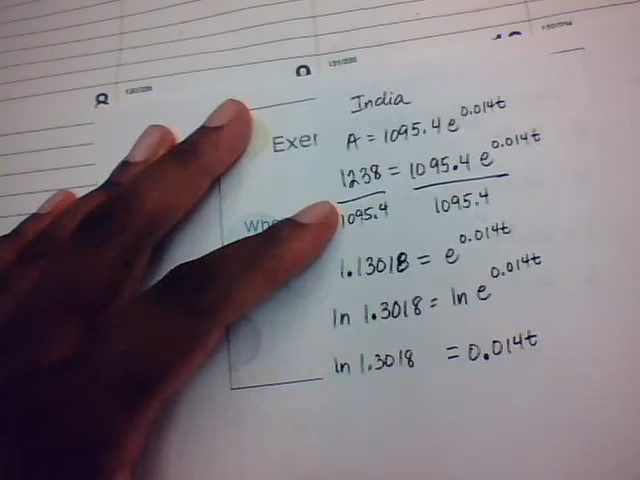 India
Exer
A = 1095.4 e^0.014t
1238 = 1095.4 e^0.014t
1095.4 1095.4
Whe
1.13018 = e^0.014t
ln 1.3018 = ln e^0.014t
ln 1.3018 = 0.014t